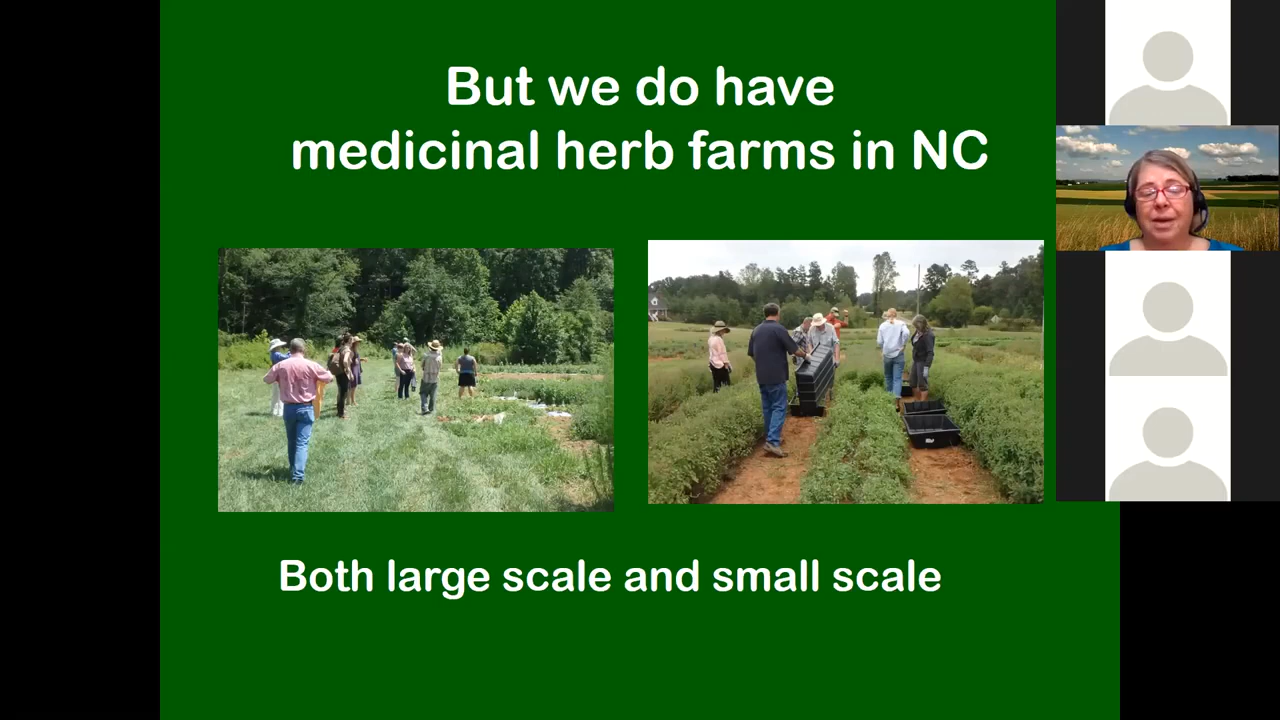 But we do have
medicinal herb farms in NC
Both large scale and small scale